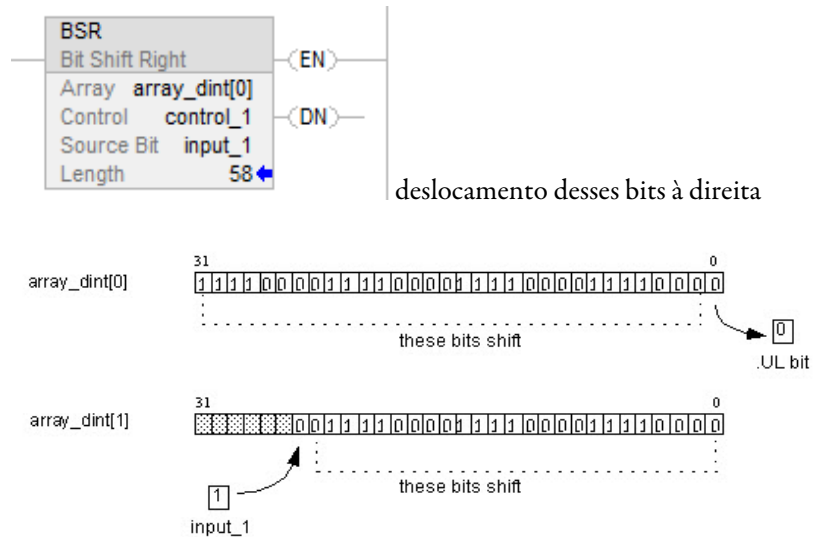 BSR
Bit Shift Right
EN
Array array_dint[0]
Control control_1
DN
Source Bit input_1
Length 58
deslocamento desses bits à direita
31 0
array_dint[0] 1 1 1 1 0 0 0 0 1 1 1 1 0 0 0 0 1 1 1 1 0 0 0 0 1 1 1 1 0 0 0 0
these bits shift
0
.UL bit
31 0
array_dint[1] 0 0 1 1 1 1 0 0 0 0 1 1 1 1 0 0 0 0 1 1 1 1 0 0 0 0
these bits shift
1
input_1